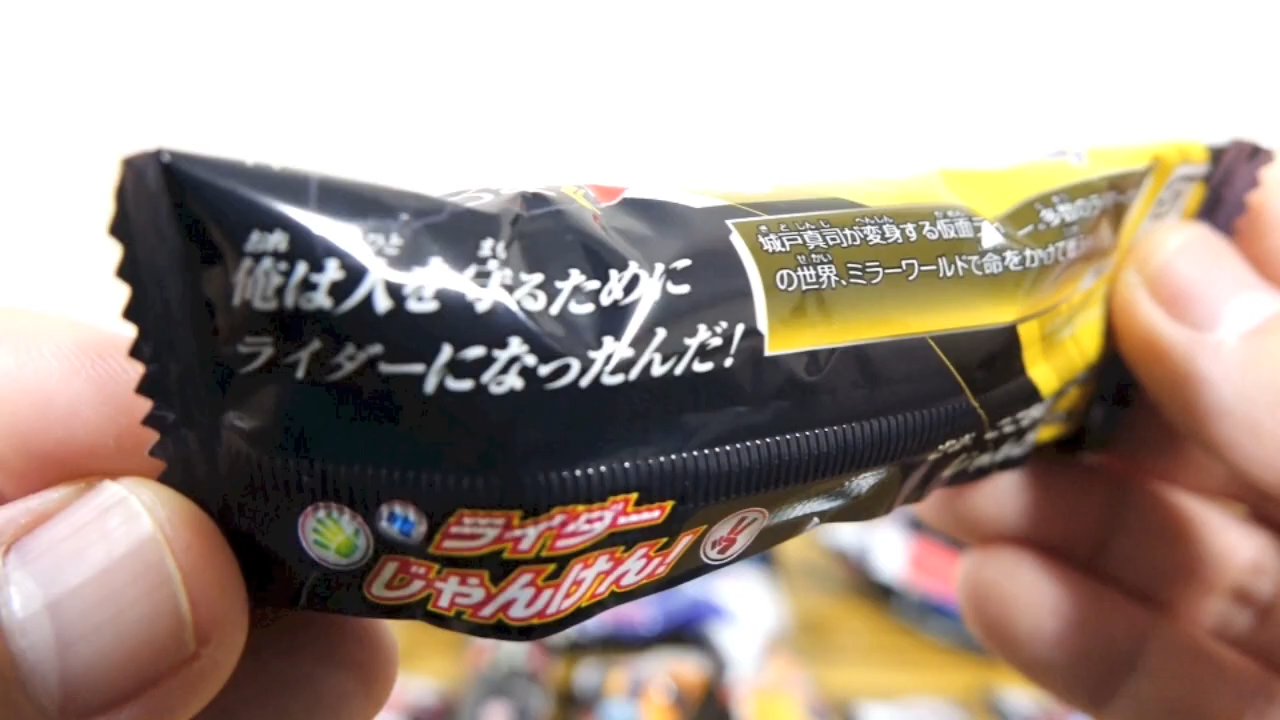 俺は人を守るために
ライダーになったんだ!
城戸真司が変身する仮面
の世界、ミラーワールドで命をかけて
ライダー
じゃんけん!